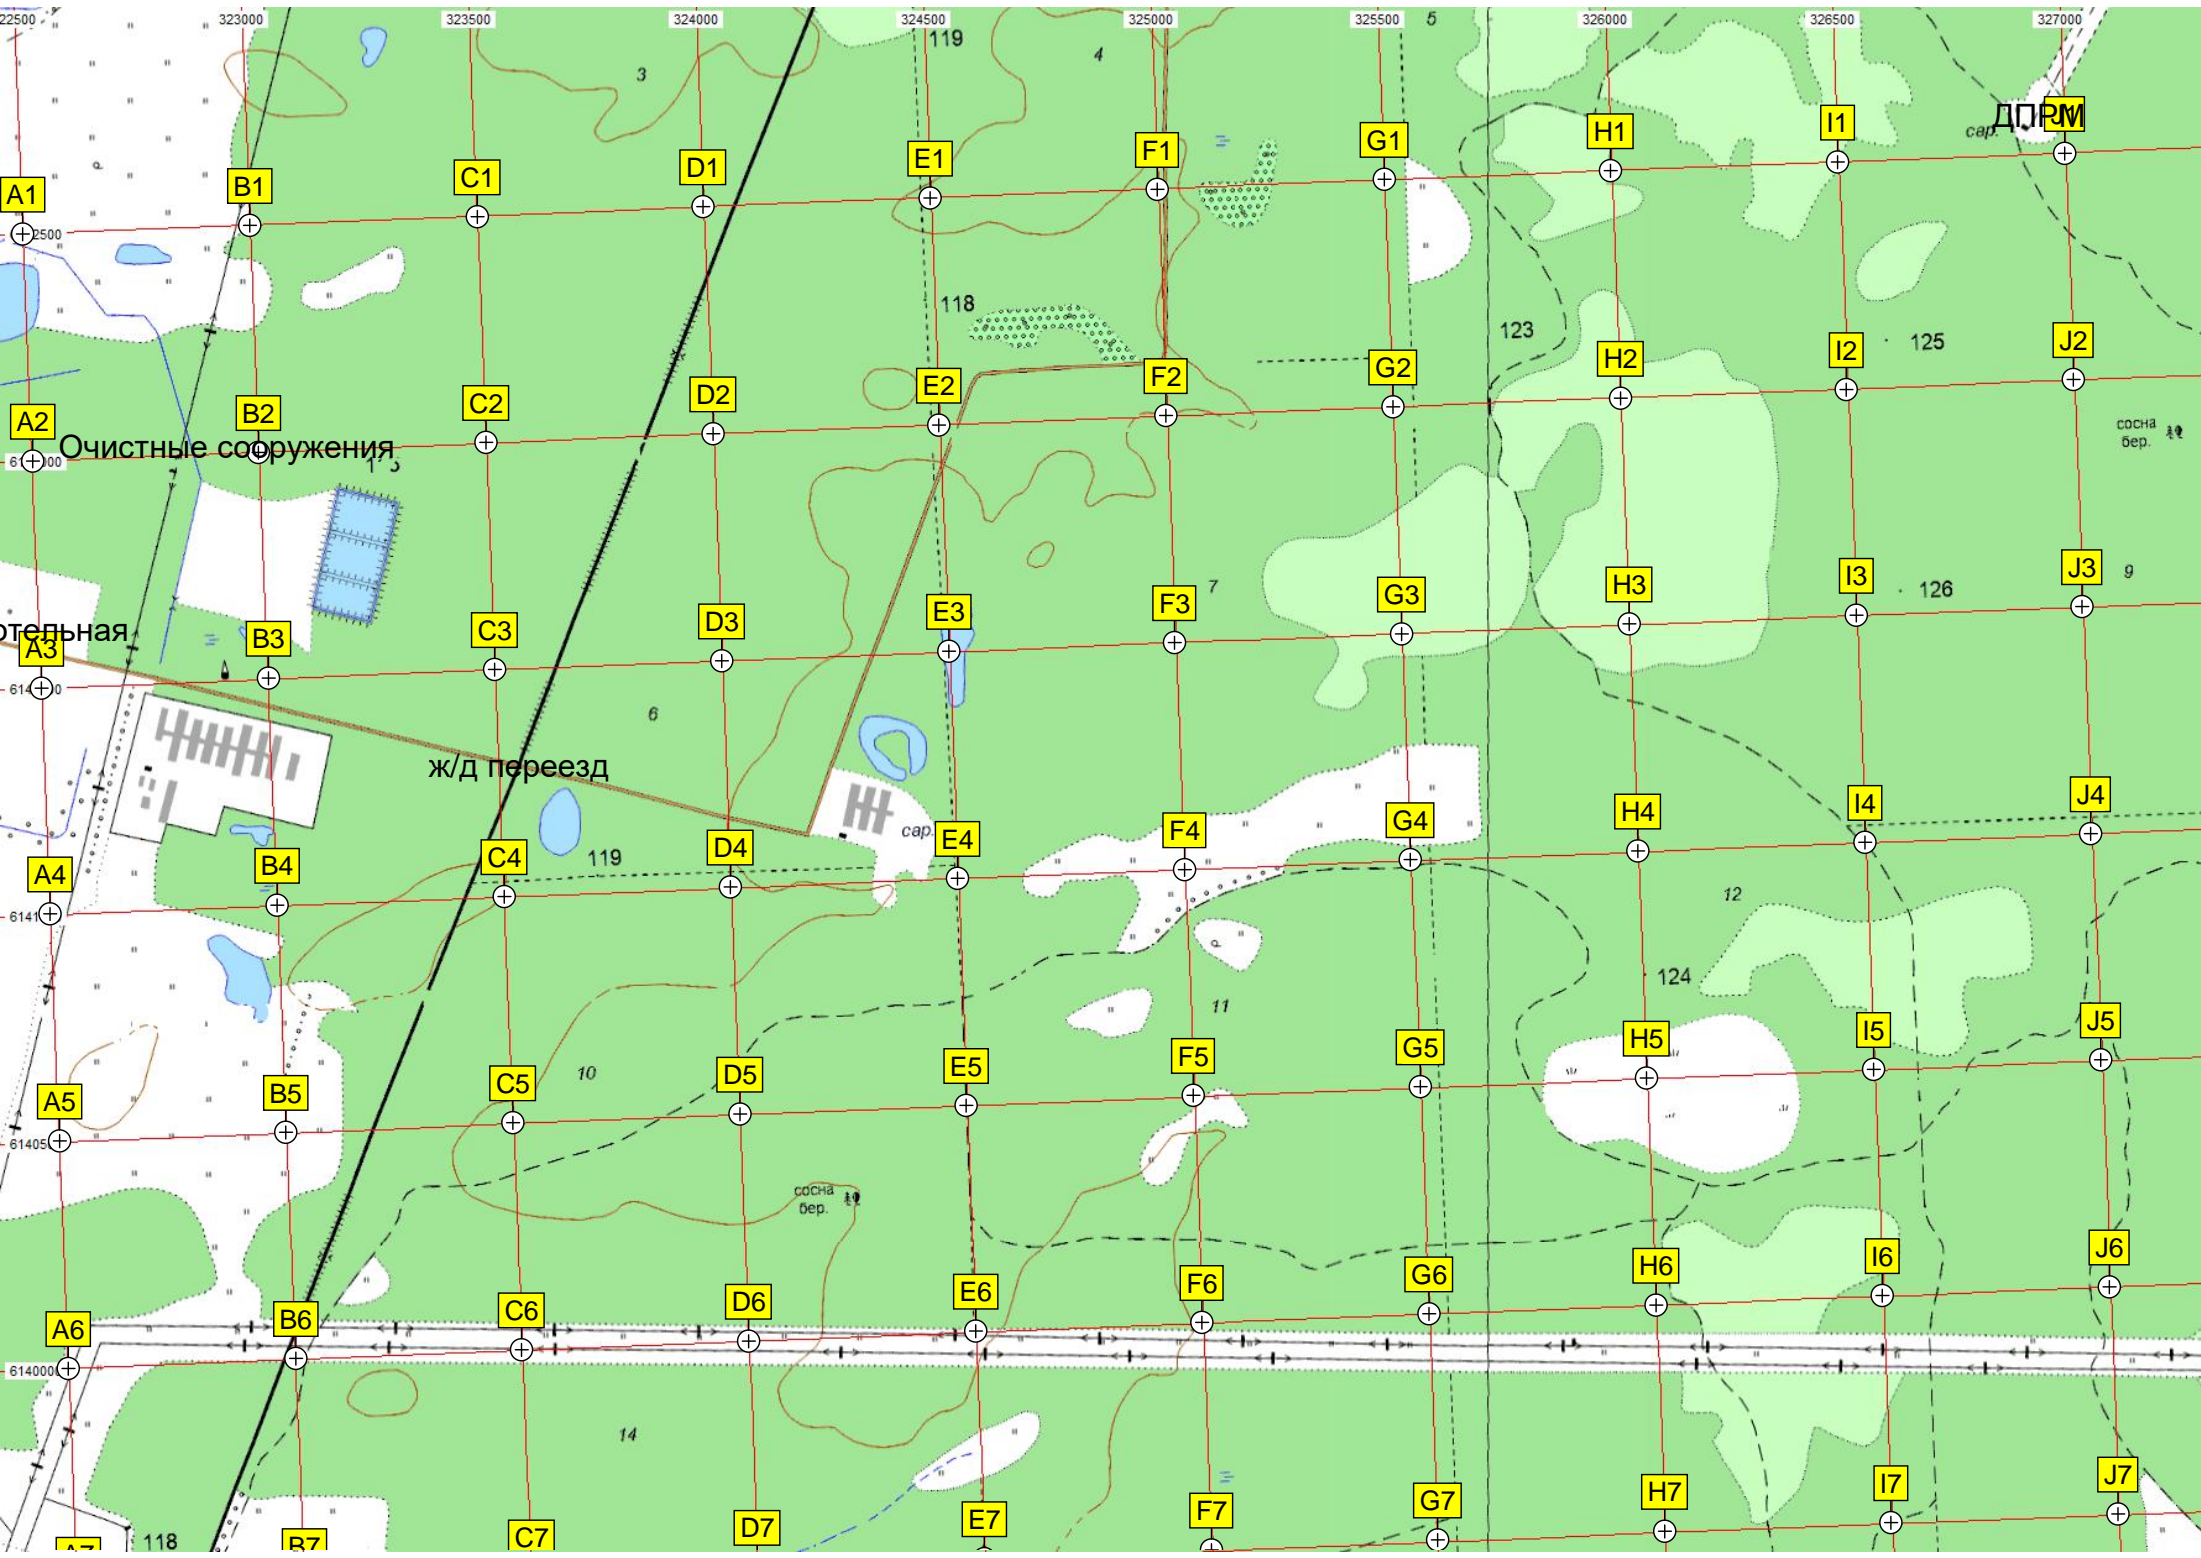 22500 323000 323500 324000 324500 325000 325500 326000 326500 327000
119 4 5
3
сар. ДПРМ J1
A1 B1 C1 D1 E1 F1 G1 H1 I1
2500
118 123 125
A2 B2 C2 D2 E2 F2 G2 H2 I2 J2
Очистные сооружения
сосна
бер.
7 126 9
A3 B3 C3 D3 E3 F3 G3 H3 I3 J3
отельная
6
ж/д переезд
сар.
119
A4 B4 C4 D4 E4 F4 G4 H4 I4 J4
6141
12
124
11
10
A5 B5 C5 D5 E5 F5 G5 H5 I5 J5
61405
сосна
бер.
A6 B6 C6 D6 E6 F6 G6 H6 I6 J6
6140000
14
118
A7 B7 C7 D7 E7 F7 G7 H7 I7 J7